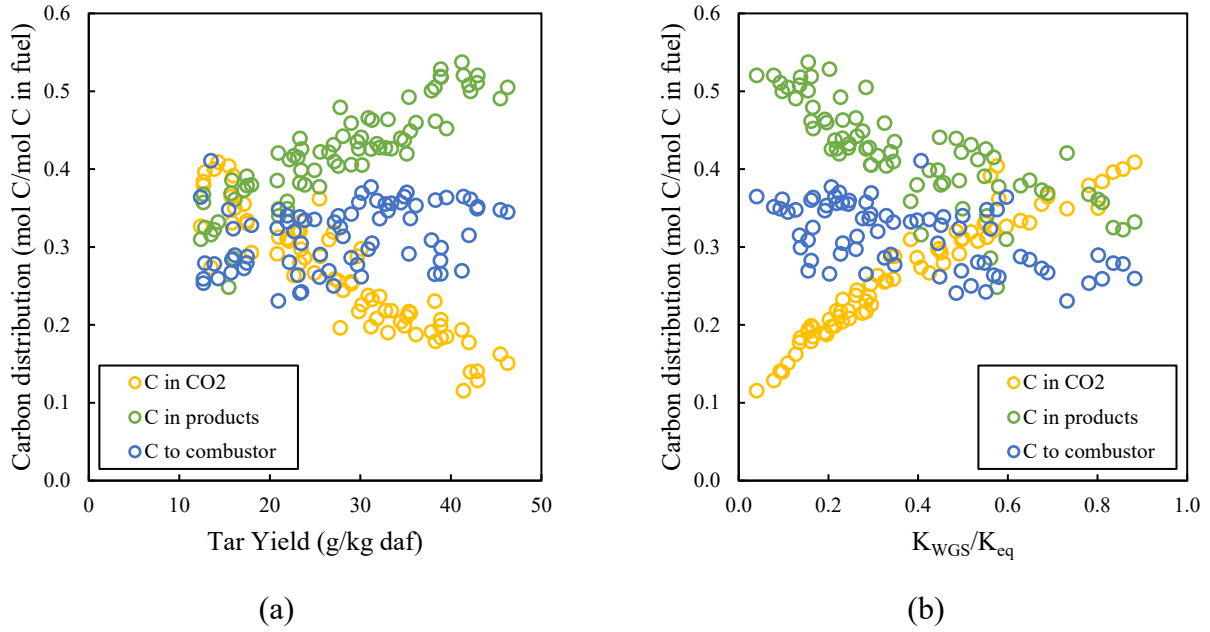 0.6
0.5
0.4
0.3
0.2
0.1
0.0
Carbon distribution (mol C/mol C in fuel)
C in CO2
C in products
C to combustor
0 10 20 30 40 50
Tar Yield (g/kg daf)
(a)
0.6
0.5
0.4
0.3
0.2
0.1
0.0
Carbon distribution (mol C/mol C in fuel)
C in CO2
C in products
C to combustor
0.0 0.2 0.4 0.6 0.8 1.0
K_WGS/K_eq
(b)